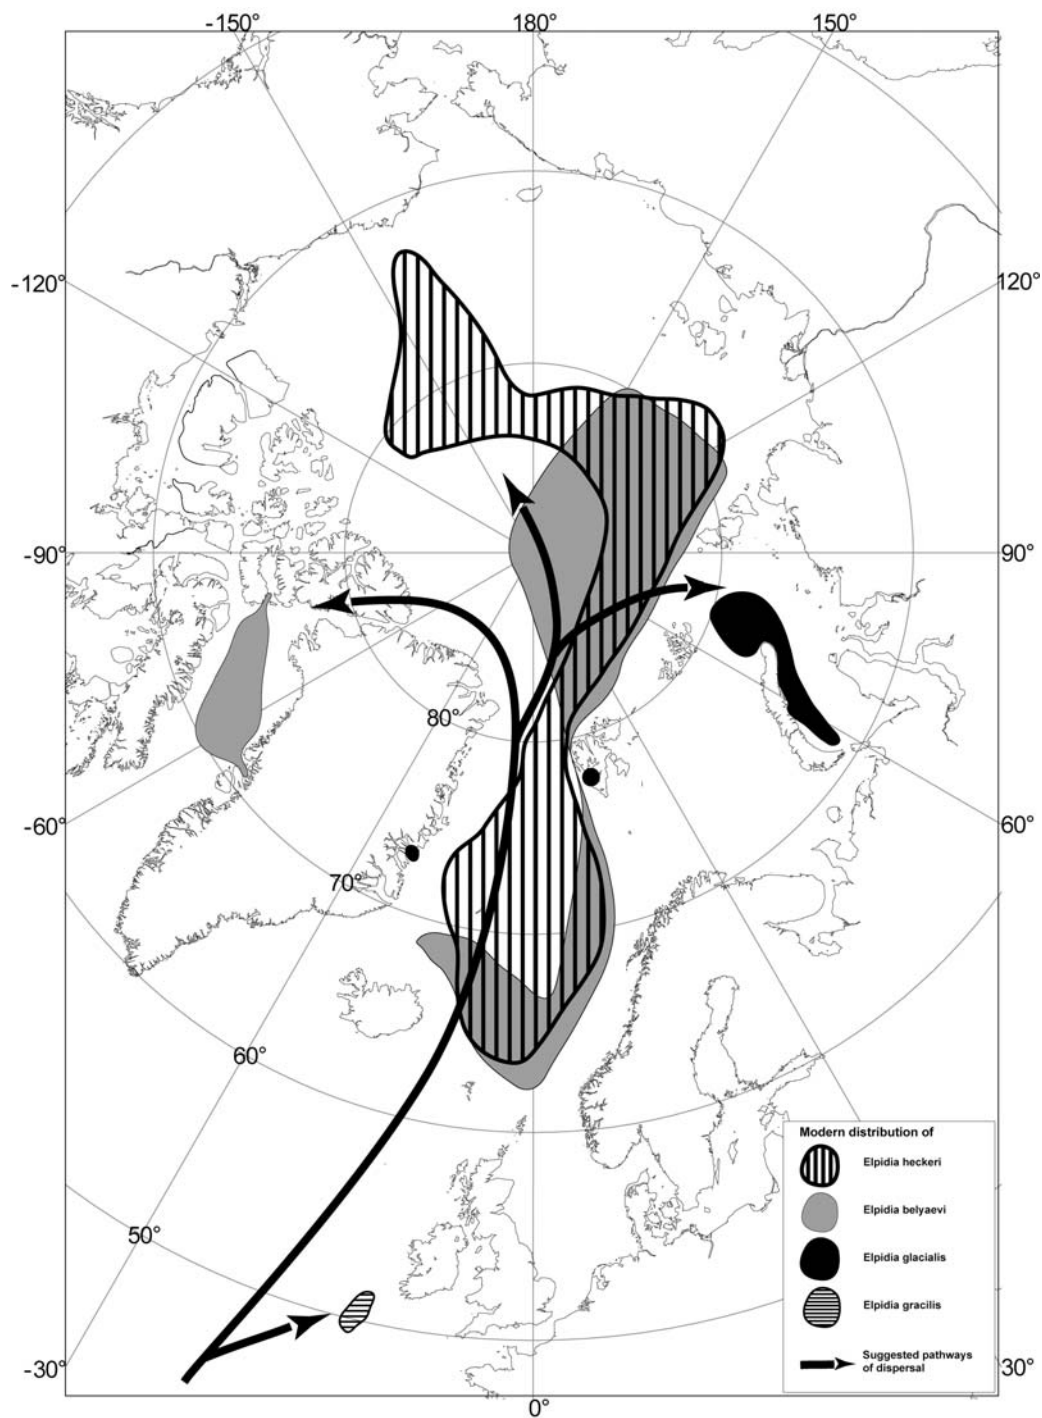 -150°
180°
150°
-120°
120°
-90°
90°
80°
-60°
60°
70°
60°
50°
-30°
30°
0°
Modern distribution of
Elpidia heckeri
Elpidia belyaevi
Elpidia glacialis
Elpidia gracilis
Suggested pathways
of dispersal